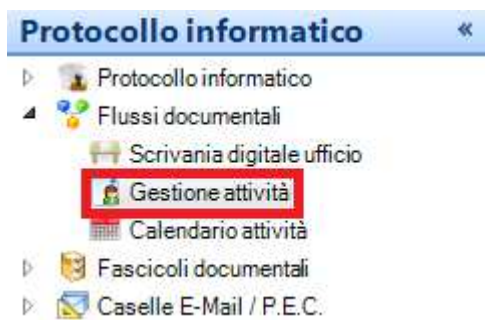 Protocollo informatico «
Protocollo informatico
Flussi documentali
Scrivania digitale ufficio
Gestione attività
Calendario attività
Fascicoli documentali
Caselle E-Mail / P.E.C.